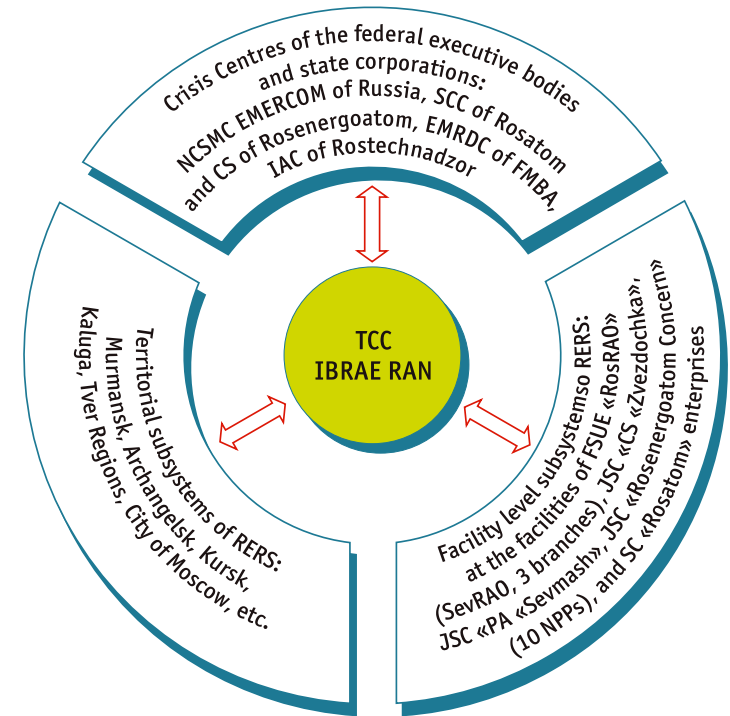 Crisis Centres of the federal executive bodies
and state corporations:
NCSMC EMERCOM of Russia, SCC of Rosatom
and CS of Rosenergoatom, EMRDC of FMBA,
IAC of Rostechnadzor
TCC
IBRAE RAN
Territorial subsystems of RERS:
Murmansk, Archangelsk, Kursk,
Kaluga, Tver Regions, City of Moscow, etc.
Facility level subsystemso RERS:
at the facilities of FSUE «RosRAO»
(SevRAO, 3 branches), JSC «CS «Zvezdochka»,
JSC «PA «Sevmash», JSC «Rosenergoatom Concern»
(10 NPPs), and SC «Rosatom» enterprises